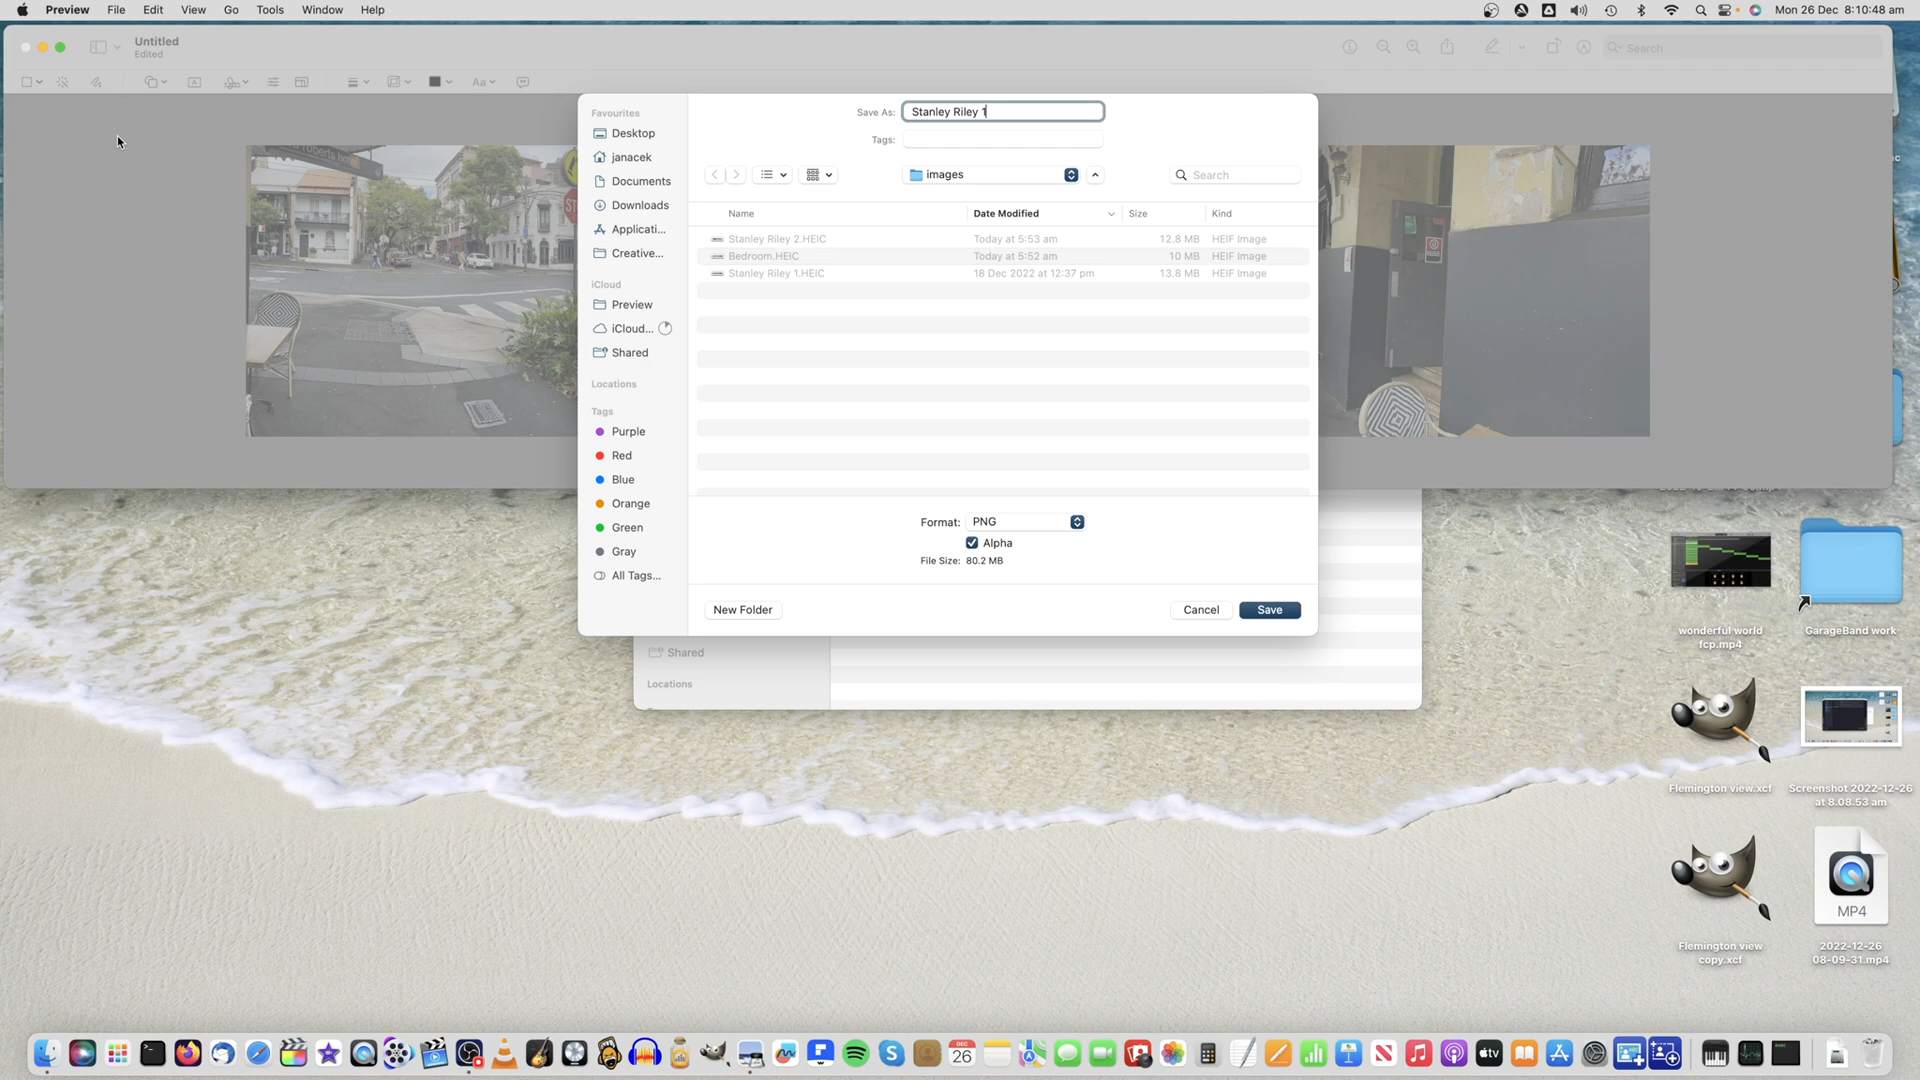 Preview File Edit View Go Tools Window Help
Mon 26 Dec 8:10:48 am
Untitled
Edited
Search
Aa
Save As: Stanley Riley 1
Tags:
Favourites
Desktop
janacek
Documents
Downloads
Applicati...
Creative...
iCloud
Preview
iCloud...
Shared
Locations
Tags
Purple
Red
Blue
Orange
Green
Gray
All Tags...
images
Search
Name Date Modified Size Kind
Stanley Riley 2.HEIC Today at 5:53 am 12.8 MB HEIF Image
Bedroom.HEIC Today at 5:52 am 10 MB HEIF Image
Stanley Riley 1.HEIC 18 Dec 2022 at 12:37 pm 13.8 MB HEIF Image
Format: PNG
Alpha
File Size: 80.2 MB
New Folder Cancel Save
Shared
Locations
wonderful world
fcp.mp4
GarageBand work
Flemington view.xcf
Screenshot 2022-12-26
at 8.08.53 am
MP4
Flemington view
copy.xcf
2022-12-26
08-09-31.mp4
DEC
26
tv